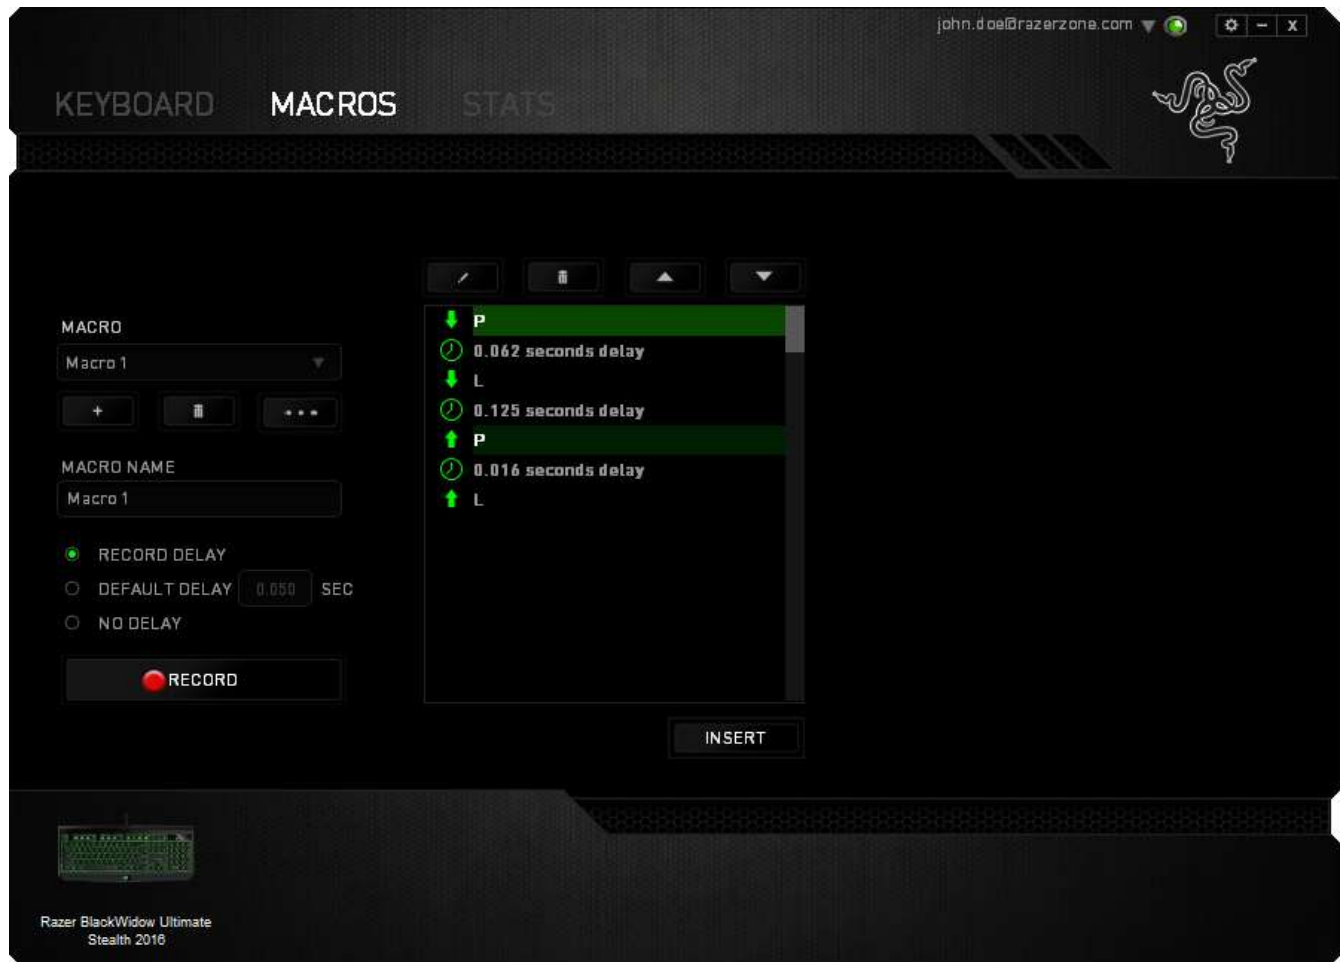 john.doe@razerzone.com
KEYBOARD MACROS STATS
MACRO
Macro 1
MACRO NAME
Macro 1
RECORD DELAY
DEFAULT DELAY 0.050 SEC
NO DELAY
RECORD
P
0.062 seconds delay
L
0.125 seconds delay
P
0.016 seconds delay
L
INSERT
Razer BlackWidow Ultimate
Stealth 2016